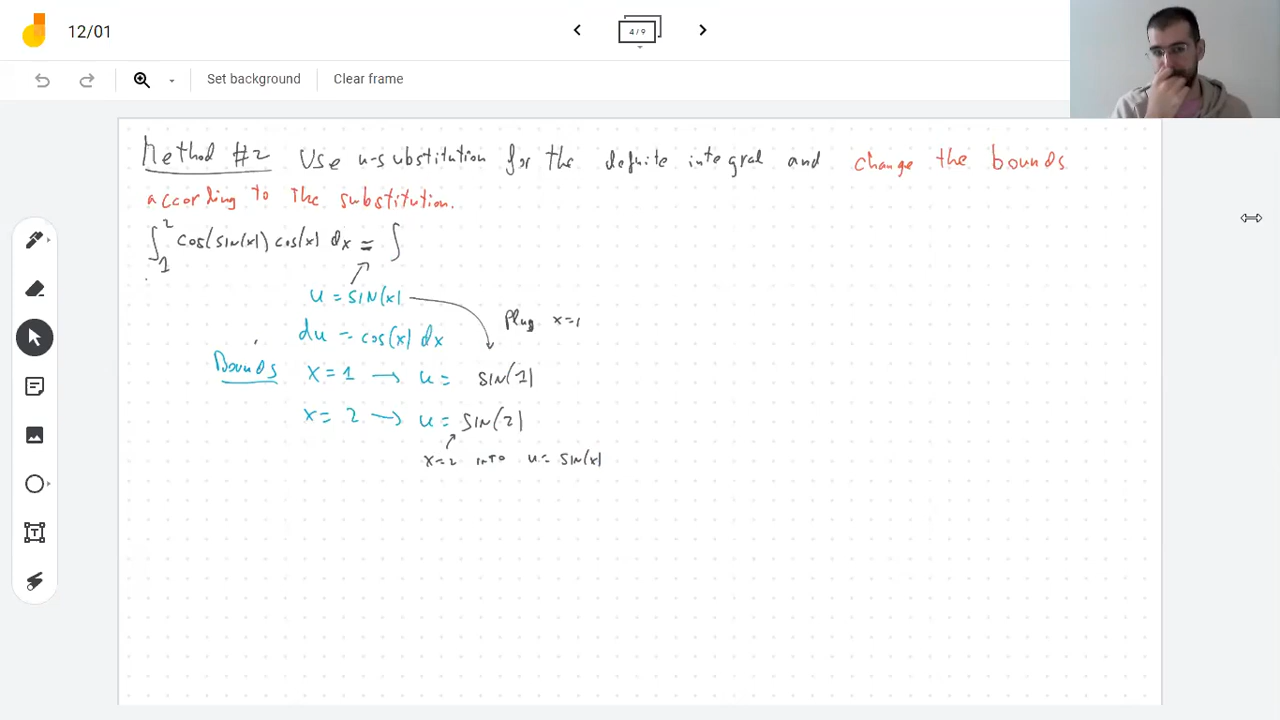 12/01
4/9
Set background
Clear frame
Method #2 Use u-substitution for the definite integral and change the bounds
according to the substitution.
∫₁² cos(sin(x)) cos(x) dx = ∫
u = sin(x)
Plug x=1
du = cos(x) dx
Bounds x = 1 → u = sin(1)
x = 2 → u = sin(2)
x=2 into u= sin(x)